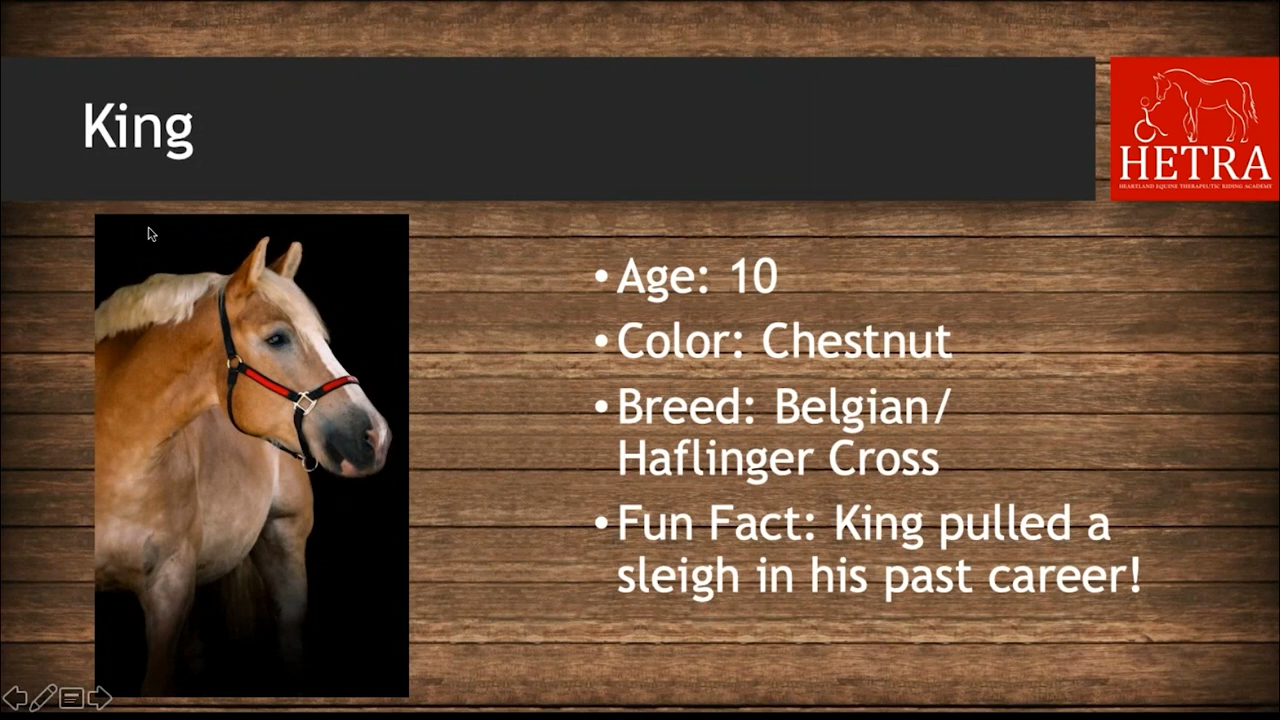 King
HETRA
HEARTLAND EQUINE THERAPEUTIC RIDING ACADEMY
• Age: 10
• Color: Chestnut
• Breed: Belgian/
Haflinger Cross
• Fun Fact: King pulled a
sleigh in his past career!